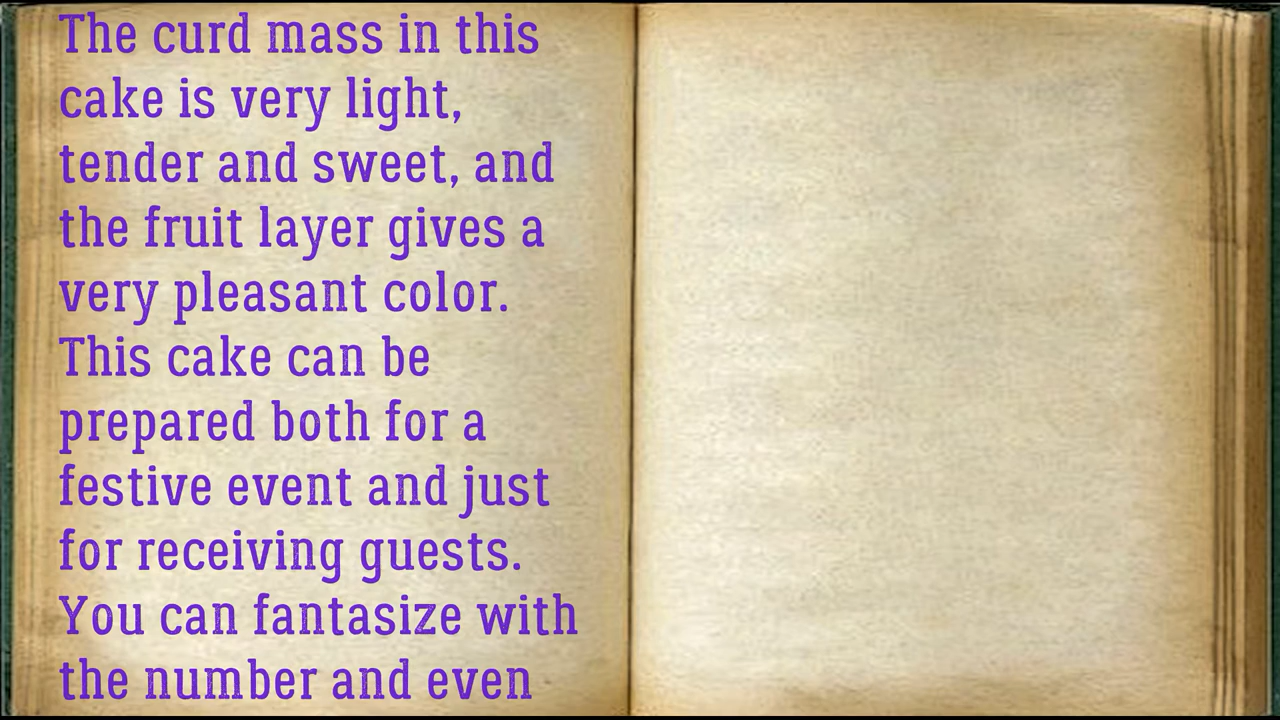 The curd mass in this
cake is very light,
tender and sweet, and
the fruit layer gives a
very pleasant color.
This cake can be
prepared both for a
festive event and just
for receiving guests.
You can fantasize with
the number and even